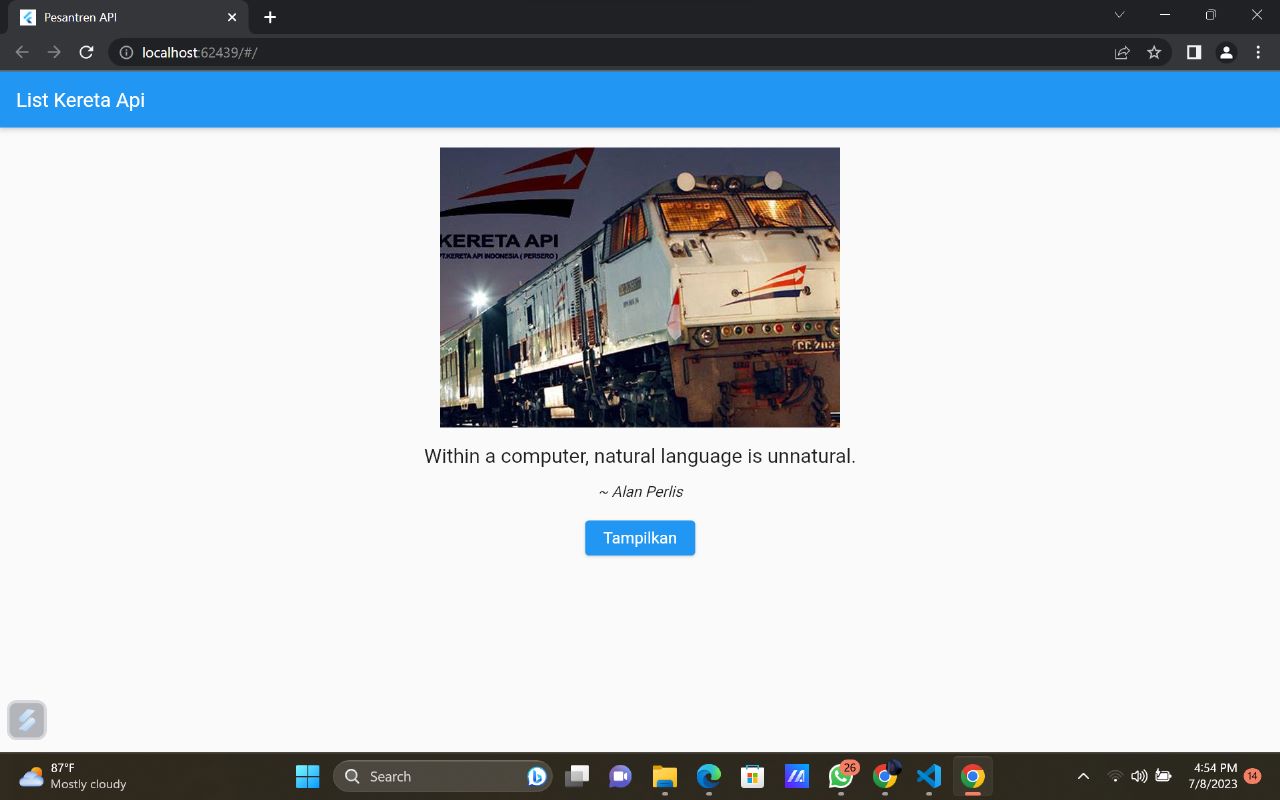 Pesantren API
localhost:62439/#/
List Kereta Api
KERETA API
PT.KERETA API INDONESIA ( PERSERO )
CC 203
Within a computer, natural language is unnatural.
~ Alan Perlis
Tampilkan
87°F
Mostly cloudy
Search
26
4:54 PM
7/8/2023
14